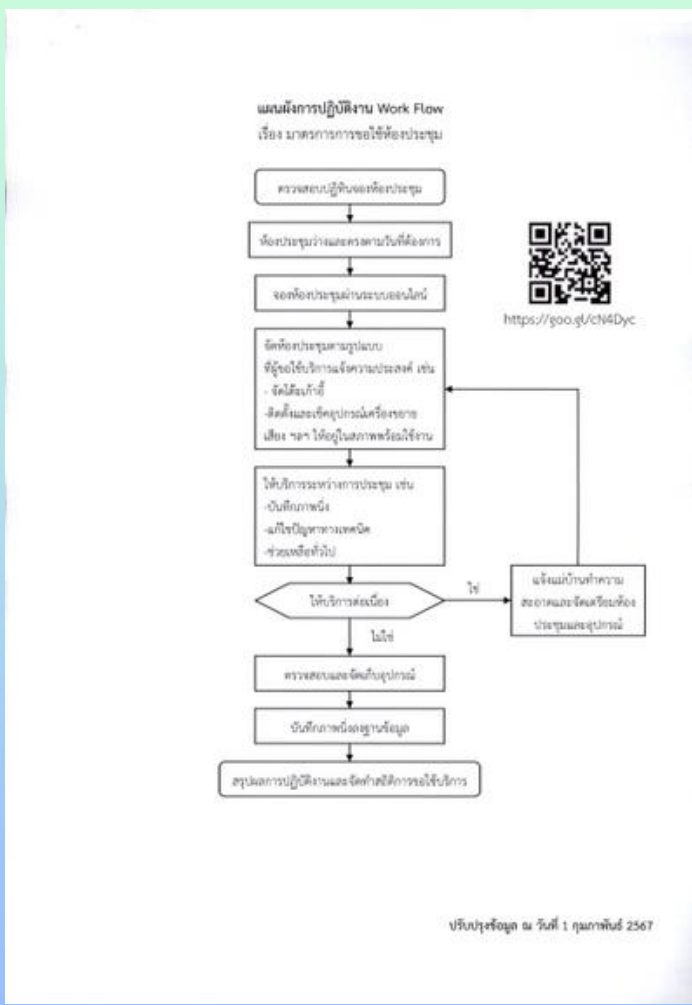 แผนผังการปฏิบัติงาน Work Flow
เรื่อง มาตรการการขอใช้ห้องประชุม
ตรวจสอบปฏิทินจองห้องประชุม
ห้องประชุมว่างและตรงตามวันที่ต้องการ
จองห้องประชุมผ่านระบบออนไลน์
https://goo.gl/cN4Dyc
จัดห้องประชุมตามรูปแบบ
ที่ผู้ขอใช้บริการแจ้งความประสงค์ เช่น
- จัดโต๊ะเก้าอี้
-ติดตั้งและเช็คอุปกรณ์เครื่องขยาย
เสียง ฯลฯ ให้อยู่ในสภาพพร้อมใช้งาน
ให้บริการระหว่างการประชุม เช่น
-บันทึกภาพนิ่ง
-แก้ไขปัญหาทางเทคนิค
-ช่วยเหลือทั่วไป
ให้บริการต่อเนื่อง
ใช่
แจ้งแม่บ้านทำความ
สะอาดและจัดเตรียมห้อง
ประชุมและอุปกรณ์
ไม่ใช่
ตรวจสอบและจัดเก็บอุปกรณ์
บันทึกภาพนิ่งลงฐานข้อมูล
สรุปผลการปฏิบัติงานและจัดทำสถิติการขอใช้บริการ
ปรับปรุงข้อมูล ณ วันที่ 1 กุมภาพันธ์ 2567